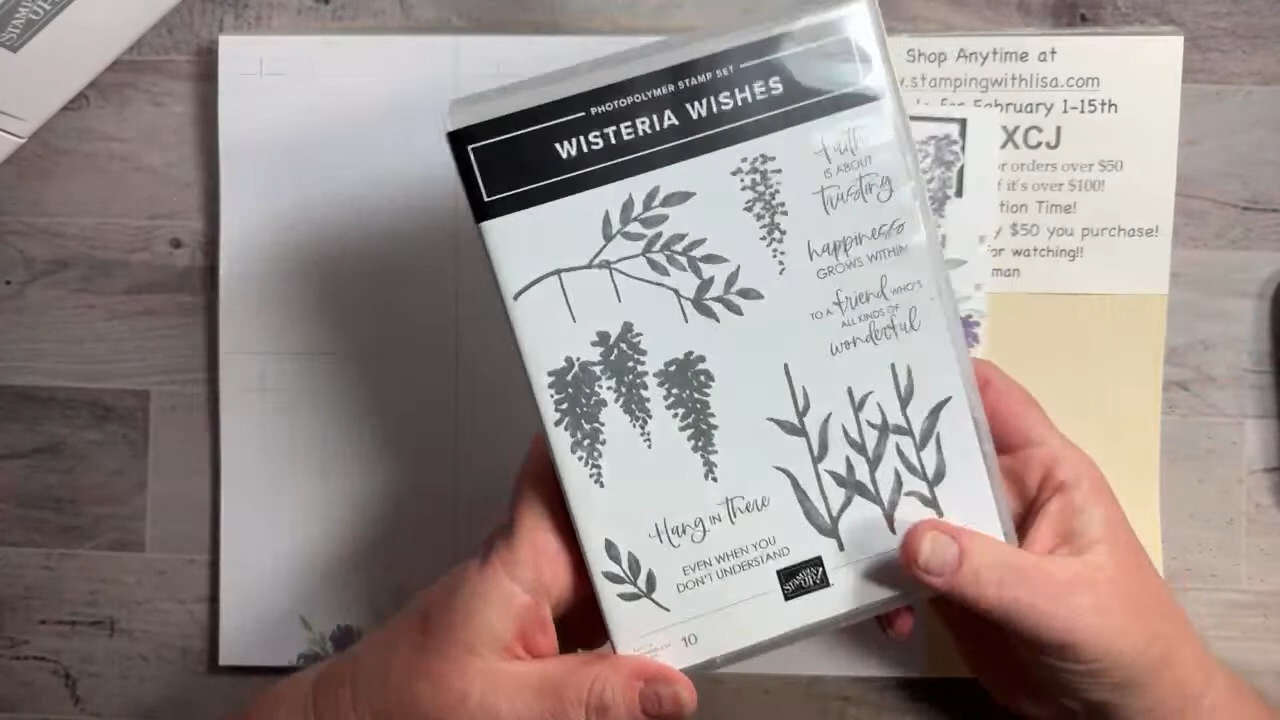 STAMPIN' UP!
PHOTOPOLYMER STAMP SET
WISTERIA WISHES
faith
IS ABOUT
trusting
happiness
GROWS WITHIN
TO A friend WHO'S
ALL KINDS OF
wonderful
Hang IN There
EVEN WHEN YOU
DON'T UNDERSTAND
STAMPIN' UP!
10
Shop Anytime at
.stampingwithlisa.com
for February 1-15th
XCJ
r orders over $50
f it's over $100!
tion Time!
y $50 you purchase!
or watching!!
man